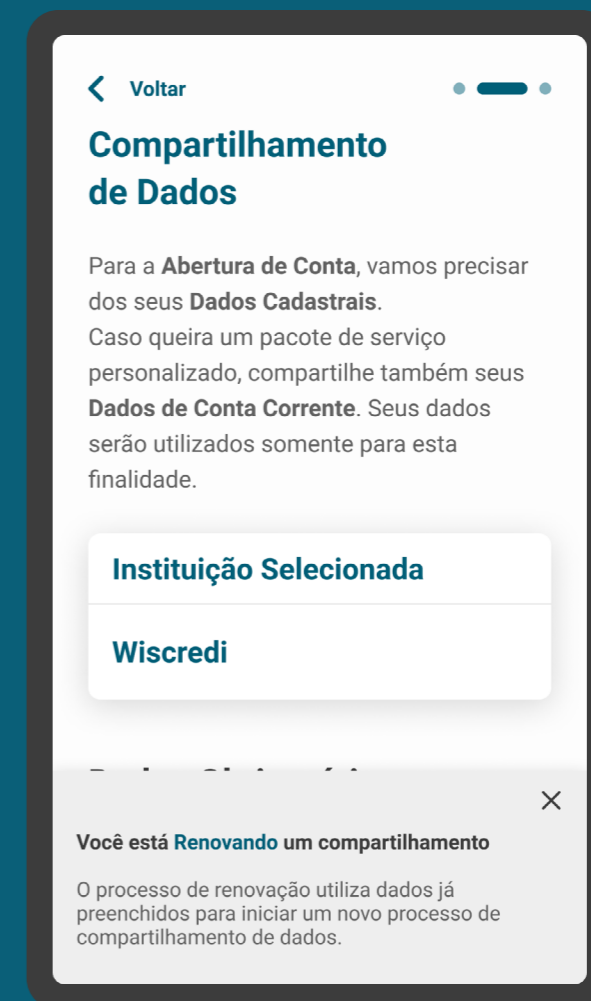 Voltar
Compartilhamento
de Dados
Para a Abertura de Conta, vamos precisar
dos seus Dados Cadastrais.
Caso queira um pacote de serviço
personalizado, compartilhe também seus
Dados de Conta Corrente. Seus dados
serão utilizados somente para esta
finalidade.
Instituição Selecionada
Wiscredi
Você está Renovando um compartilhamento
O processo de renovação utiliza dados já
preenchidos para iniciar um novo processo de
compartilhamento de dados.